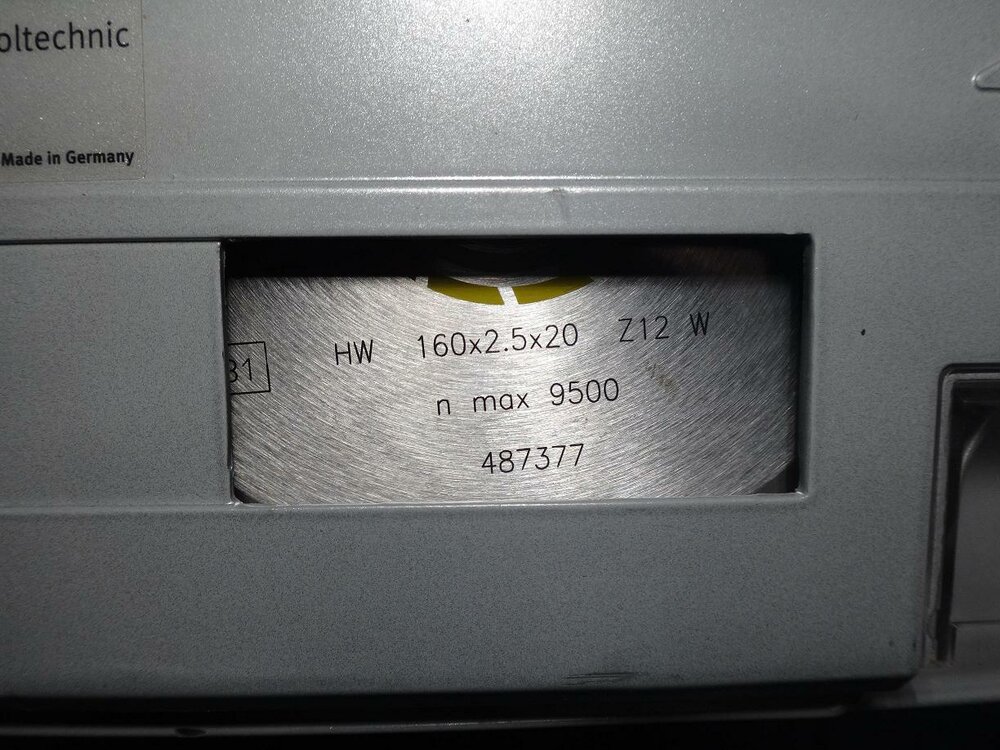 oltechnic
Made in Germany
31
HW 160x2.5x20 Z12 W
n max 9500
487377